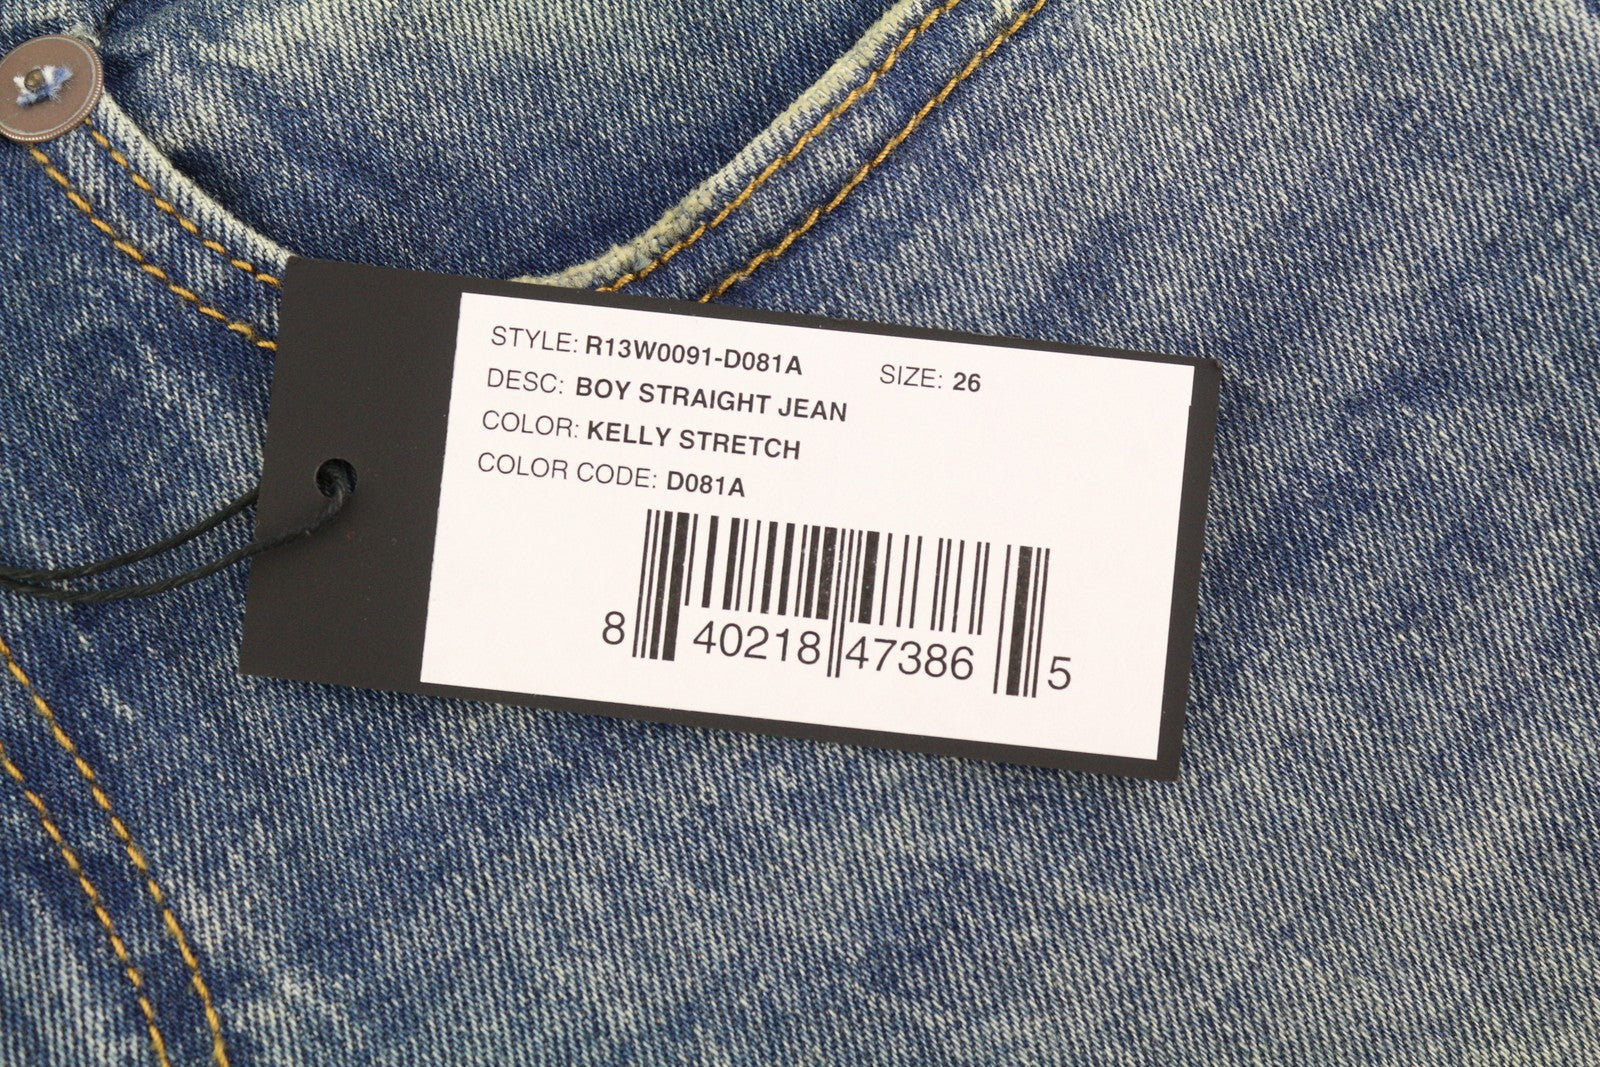 STYLE: R13W0091-D081A SIZE: 26
DESC: BOY STRAIGHT JEAN
COLOR: KELLY STRETCH
COLOR CODE: D081A
8 40218 47386 5